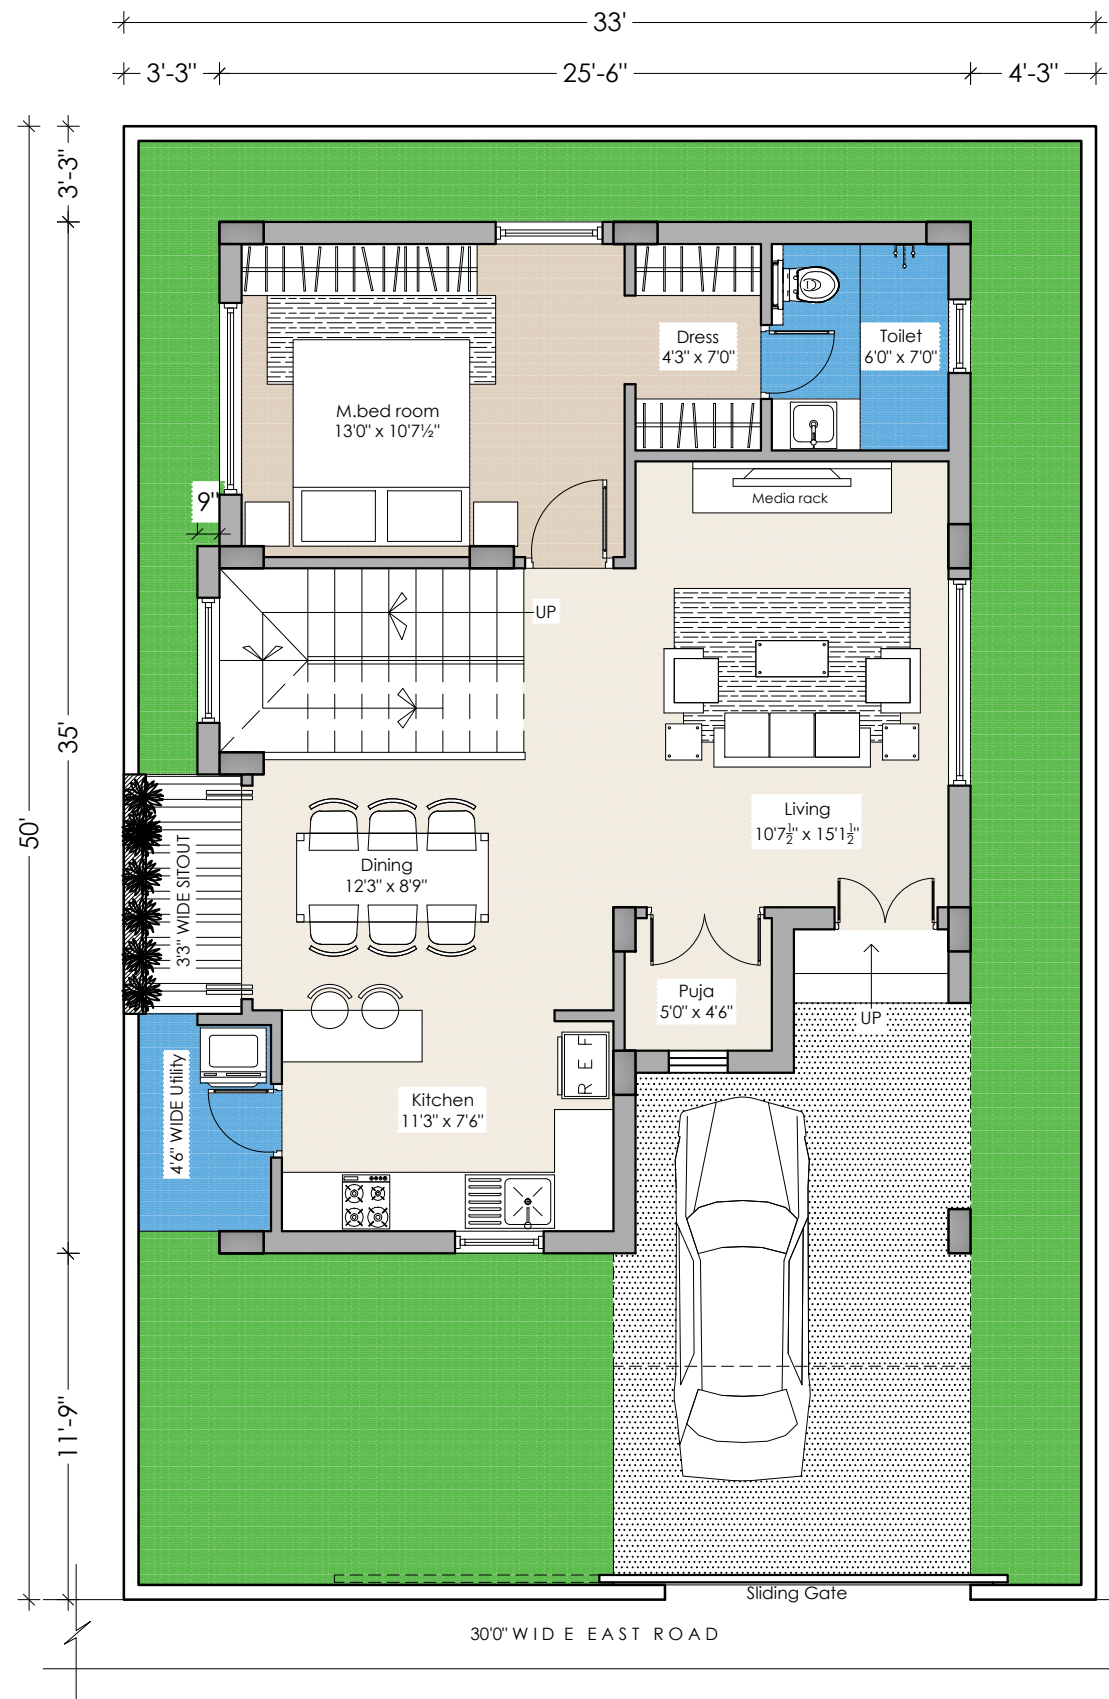 33'
3'-3"
25'-6"
4'-3"
3'-3"
Dress
4'3" x 7'0"
Toilet
6'0" x 7'0"
M.bed room
13'0" x 10'7½"
9"
Media rack
UP
35'
50'
Living
10'7½" x 15'1½"
Dining
12'3" x 8'9"
3'3" WIDE SITOUT
Puja
5'0" x 4'6"
UP
REF
4'6" WIDE Utility
Kitchen
11'3" x 7'6"
11'-9"
Sliding Gate
30'0" WIDE EAST ROAD